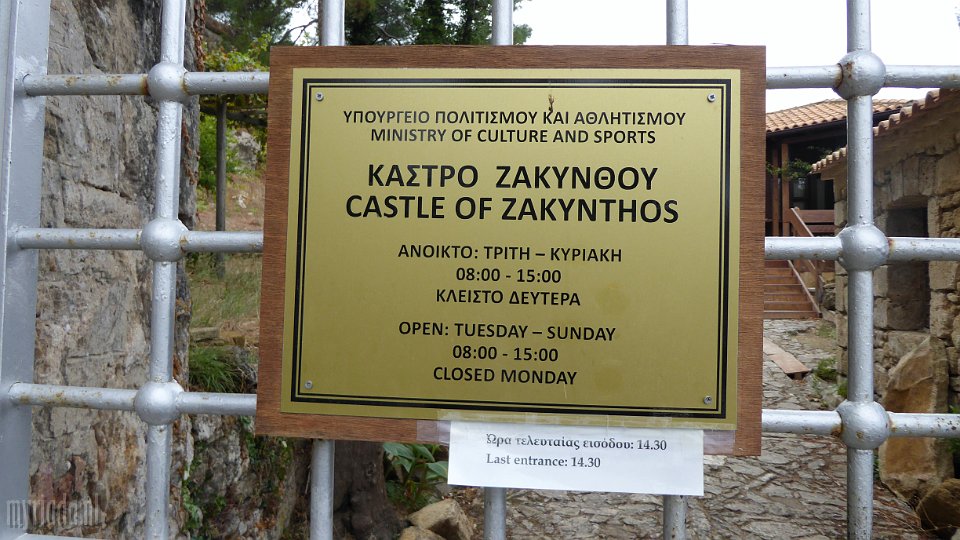 ΥΠΟΥΡΓΕΙΟ ΠΟΛΙΤΙΣΜΟΥ ΚΑΙ ΑΘΛΗΤΙΣΜΟΥ
MINISTRY OF CULTURE AND SPORTS
ΚΑΣΤΡΟ ΖΑΚΥΝΘΟΥ
CASTLE OF ZAKYNTHOS
ΑΝΟΙΚΤΟ: ΤΡΙΤΗ – ΚΥΡΙΑΚΗ
08:00 - 15:00
ΚΛΕΙΣΤΟ ΔΕΥΤΕΡΑ
OPEN: TUESDAY – SUNDAY
08:00 - 15:00
CLOSED MONDAY
Ώρα τελευταίας εισόδου: 14.30
Last entrance: 14.30